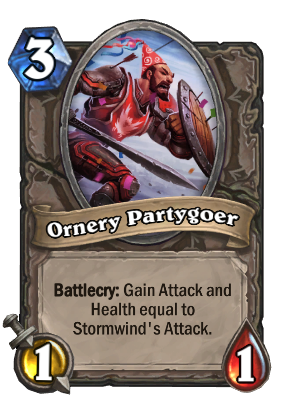 3
Ornery Partygoer
Battlecry: Gain Attack and
Health equal to
Stormwind's Attack.
1 1